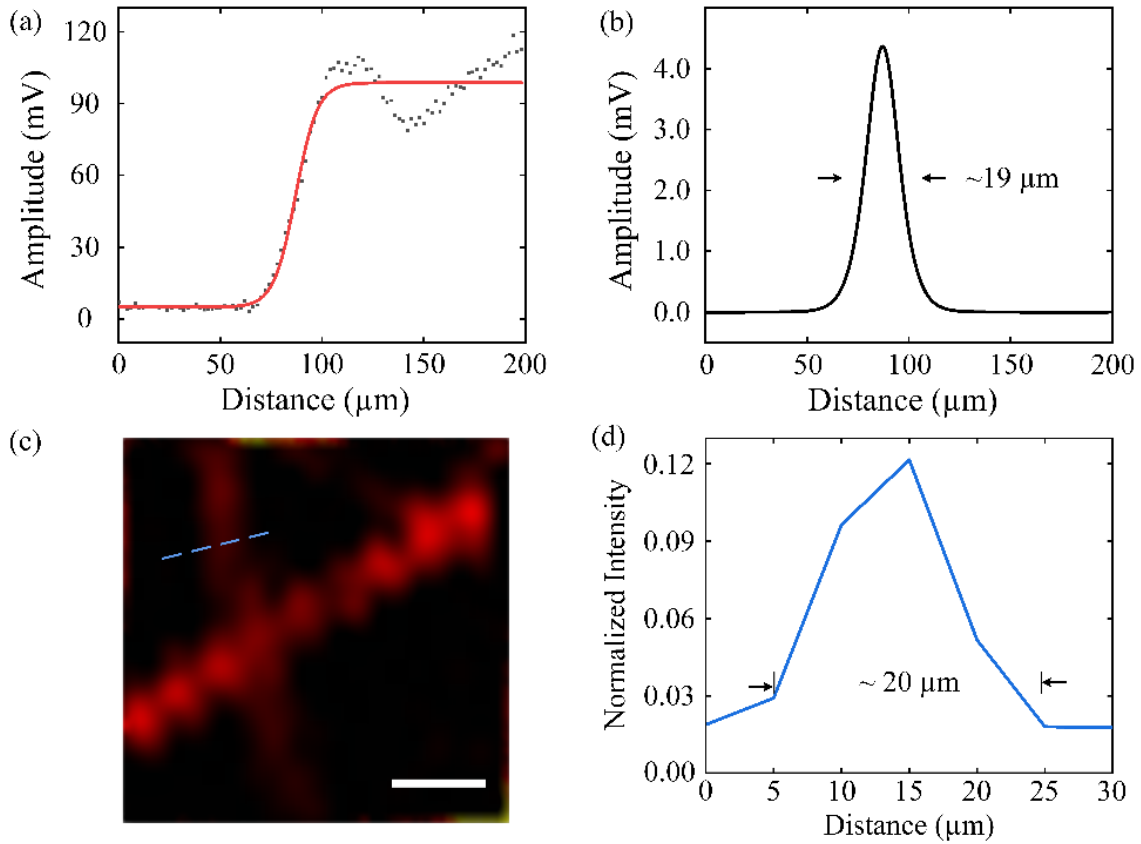 (a)
120
90
60
30
0
Amplitude (mV)
0 50 100 150 200
Distance (µm)
(b)
4.0
3.0
2.0
1.0
0.0
Amplitude (mV)
~19 µm
0 50 100 150 200
Distance (µm)
(c)
(d)
0.12
0.09
0.06
0.03
0.00
Normalized Intensity
~ 20 µm
0 5 10 15 20 25 30
Distance (µm)